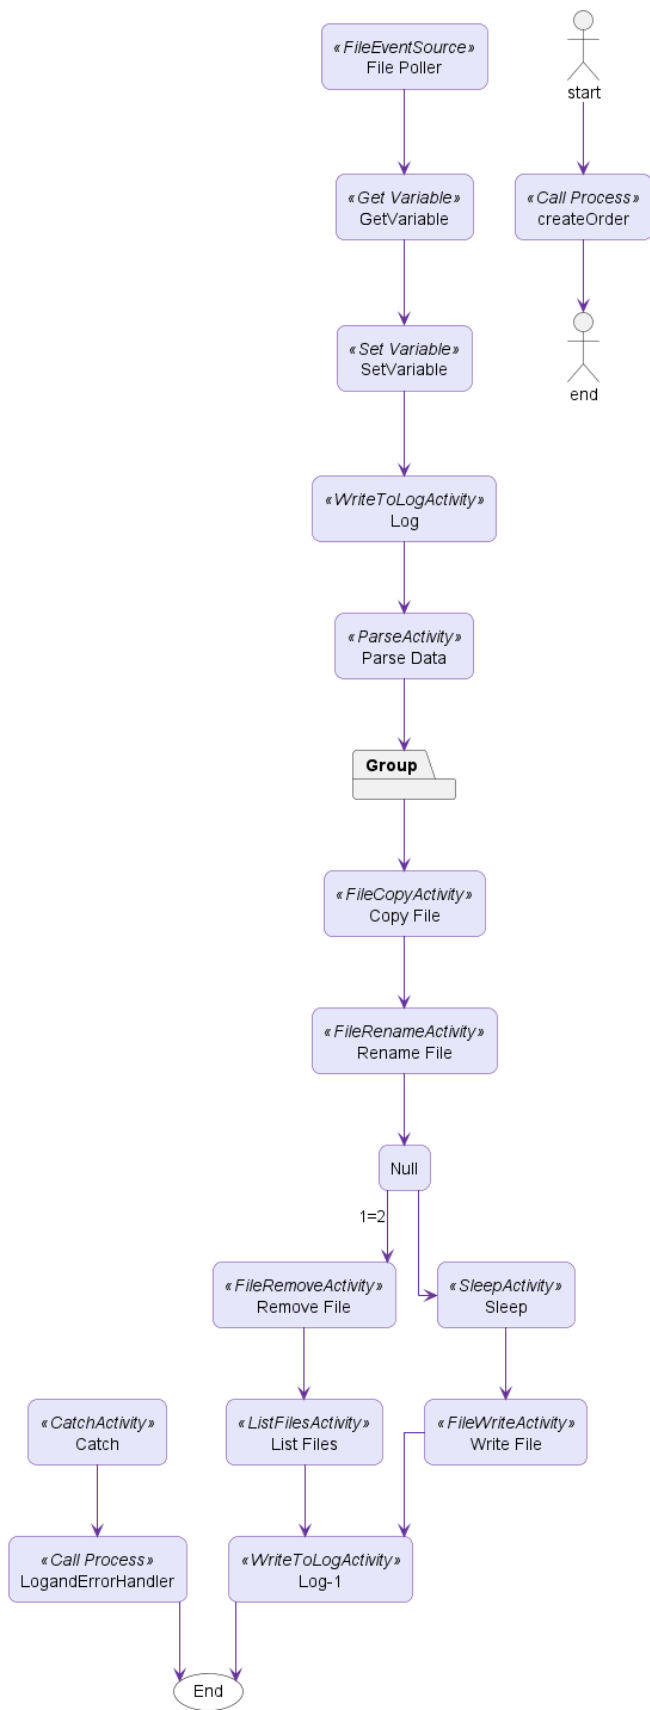 «FileEventSource»
File Poller
start
«Get Variable»
GetVariable
«Call Process»
createOrder
«Set Variable»
SetVariable
end
«WriteToLogActivity»
Log
«ParseActivity»
Parse Data
Group
«FileCopyActivity»
Copy File
«FileRenameActivity»
Rename File
Null
1=2
«FileRemoveActivity»
Remove File
«SleepActivity»
Sleep
«CatchActivity»
Catch
«ListFilesActivity»
List Files
«FileWriteActivity»
Write File
«Call Process»
LogandErrorHandler
«WriteToLogActivity»
Log-1
End